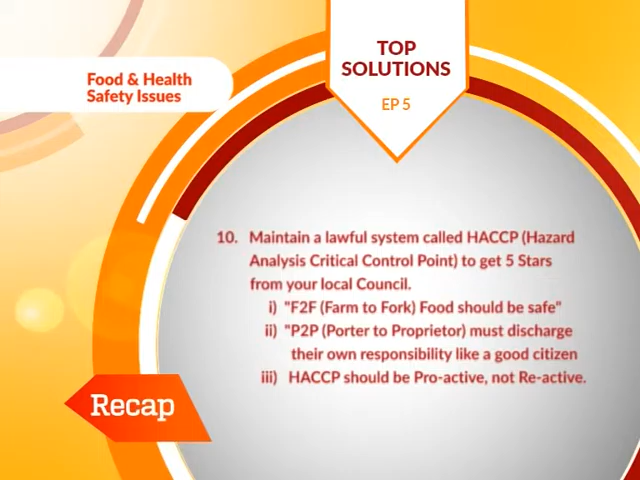 TOP
SOLUTIONS
EP 5
Food & Health
Safety Issues
10. Maintain a lawful system called HACCP (Hazard
Analysis Critical Control Point) to get 5 Stars
from your local Council.
i) "F2F (Farm to Fork) Food should be safe"
ii) "P2P (Porter to Proprietor) must discharge
their own responsibility like a good citizen
iii) HACCP should be Pro-active, not Re-active.
Recap